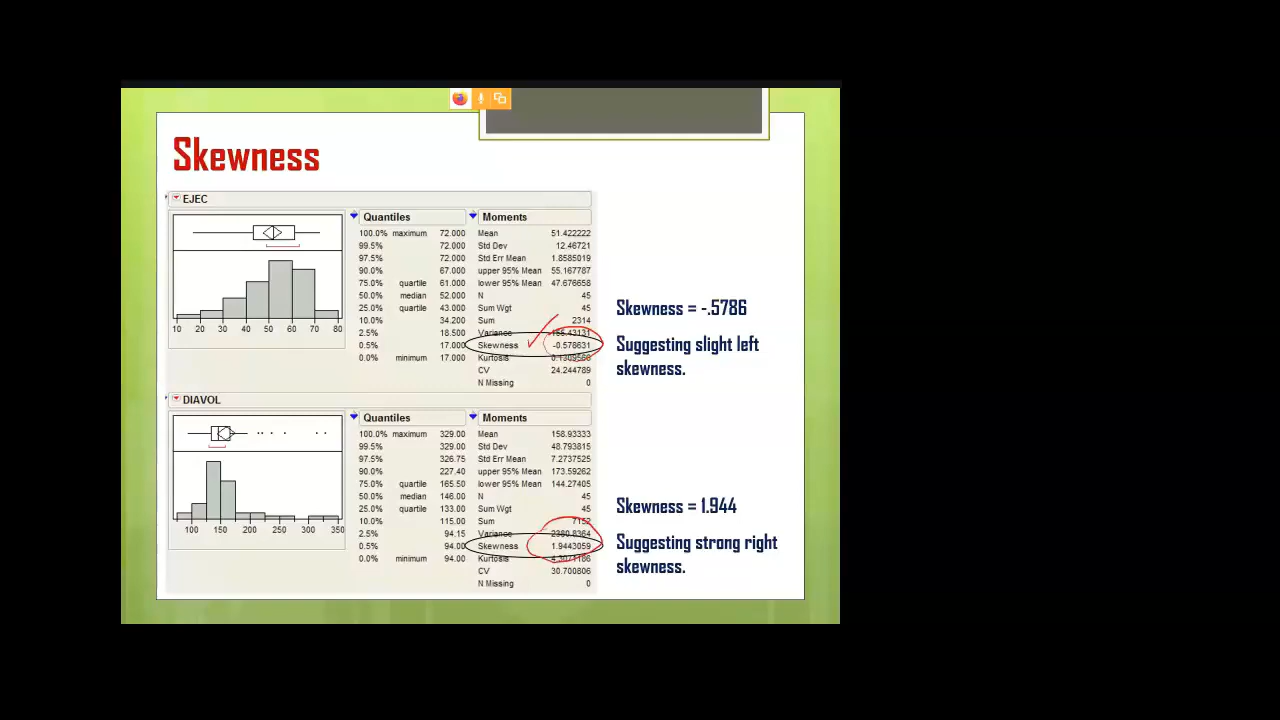 Skewness
EJEC
Quantiles
100.0% maximum 72.000
99.5% 72.000
97.5% 72.000
90.0% 67.000
75.0% quartile 61.000
50.0% median 52.000
25.0% quartile 43.000
10.0% 34.200
2.5% 18.500
0.5% 17.000
0.0% minimum 17.000
Moments
Mean 51.422222
Std Dev 12.46721
Std Err Mean 1.8585019
upper 95% Mean 55.167787
lower 95% Mean 47.676658
N 45
Sum Wgt 45
Sum 2314
Variance 155.43131
Skewness -0.578631
Kurtosis
CV 24.244789
N Missing 0
10 20 30 40 50 60 70 80
Skewness = -.5786
Suggesting slight left
skewness.
DIAVOL
Quantiles
100.0% maximum 329.00
99.5% 329.00
97.5% 326.75
90.0% 227.40
75.0% quartile 165.50
50.0% median 146.00
25.0% quartile 133.00
10.0% 115.00
2.5% 94.15
0.5% 94.00
0.0% minimum 94.00
Moments
Mean 158.93333
Std Dev 48.793815
Std Err Mean 7.2737525
upper 95% Mean 173.59262
lower 95% Mean 144.27405
N 45
Sum Wgt 45
Sum 7152
Variance 2380.8364
Skewness 1.9443059
Kurtosis
CV 30.700806
N Missing 0
100 150 200 250 300 350
Skewness = 1.944
Suggesting strong right
skewness.